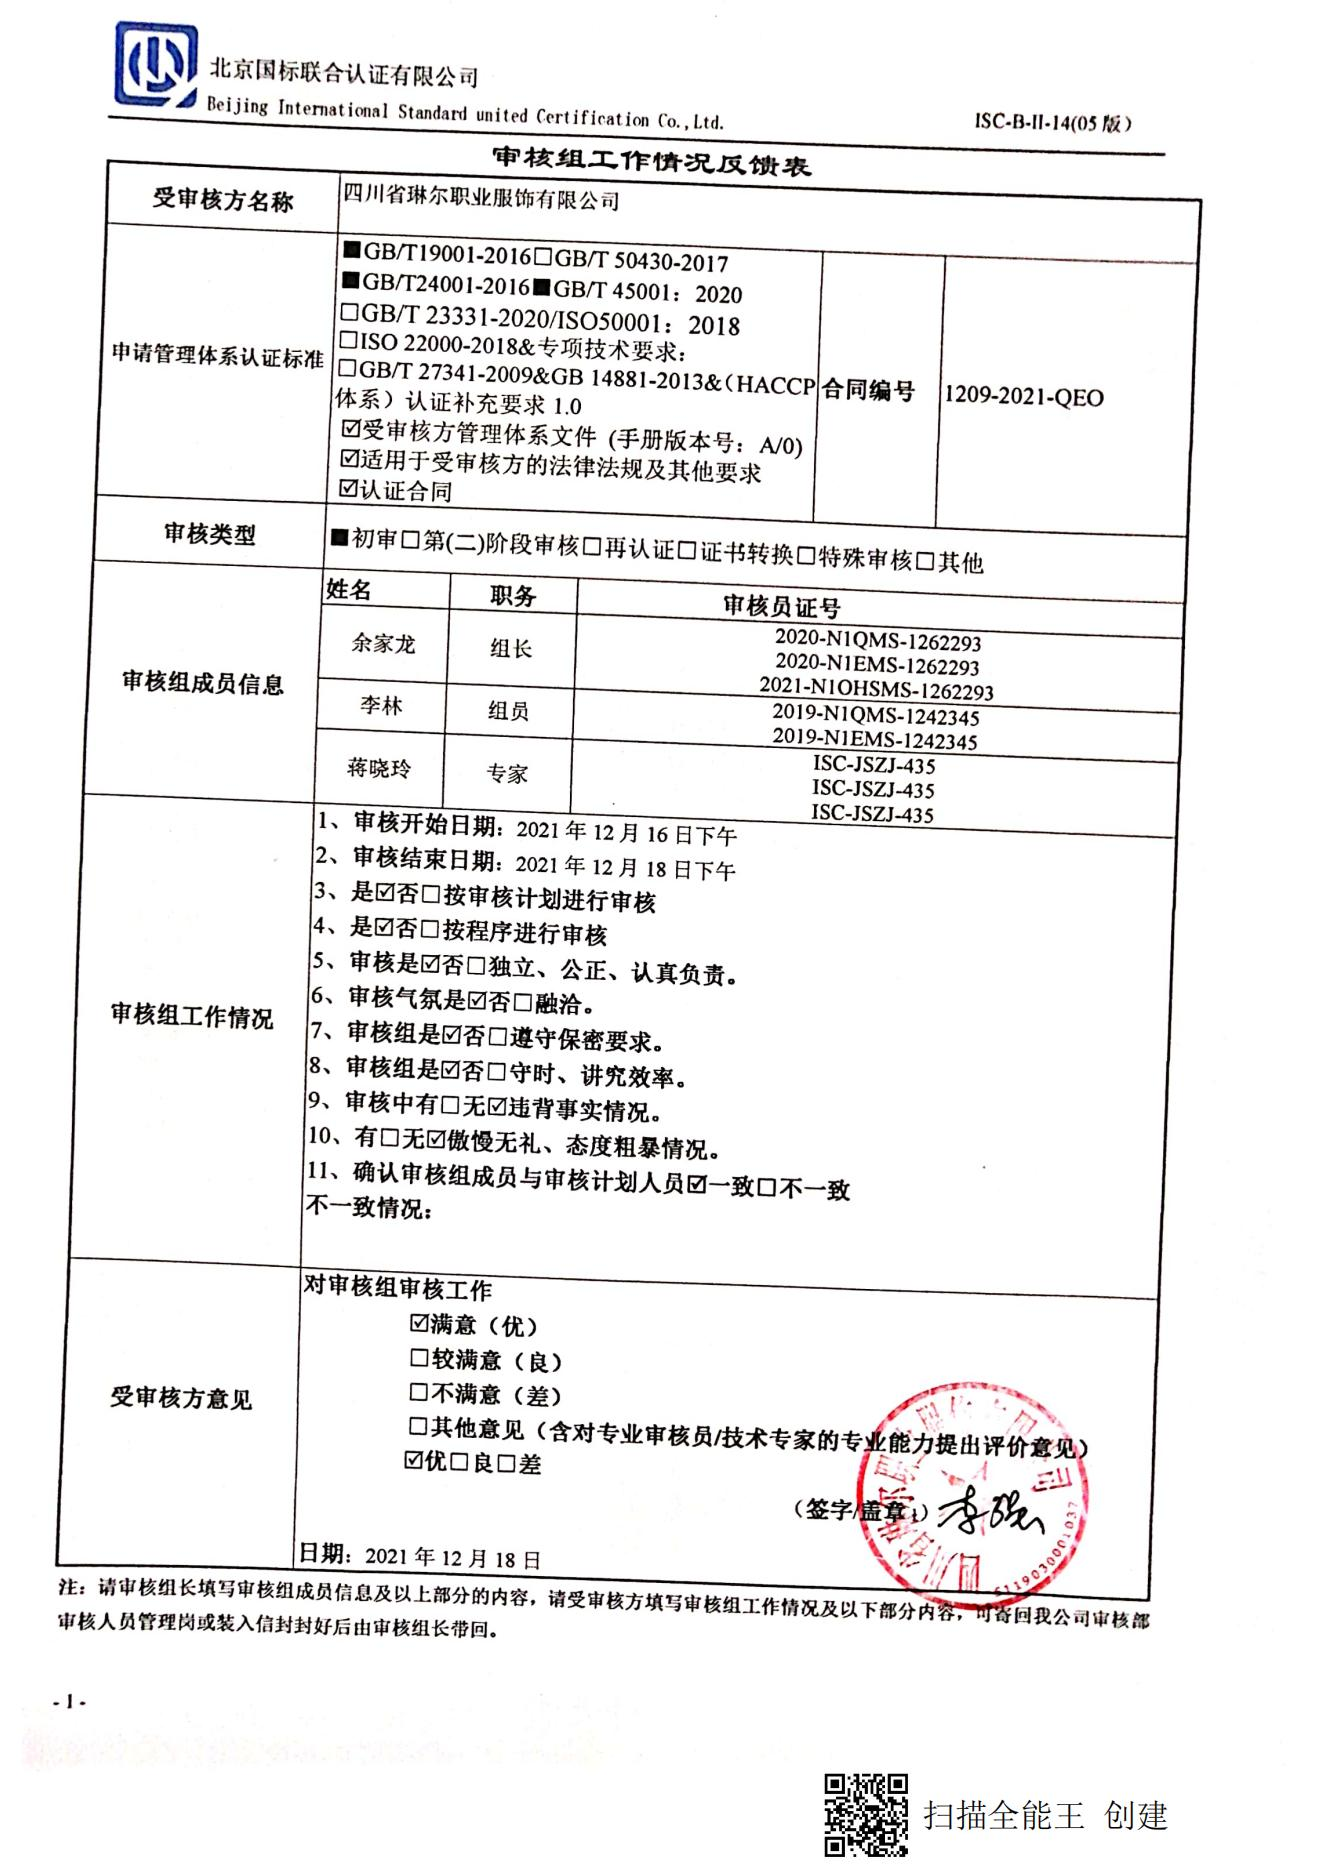 北京国标联合认证有限公司
Beijing International Standard united Certification Co.,Ltd.
ISC-B-II-14(05版)
审核组工作情况反馈表
受审核方名称
四川省琳尔职业服饰有限公司
申请管理体系认证标准
■GB/T19001-2016□GB/T 50430-2017
■GB/T24001-2016■GB/T 45001：2020
□GB/T 23331-2020/ISO50001：2018
□ISO 22000-2018&专项技术要求：
□GB/T 27341-2009&GB 14881-2013&（HACCP
体系）认证补充要求 1.0
☑受审核方管理体系文件 (手册版本号：A/0)
☑适用于受审核方的法律法规及其他要求
☑认证合同
合同编号
1209-2021-QEO
审核类型
■初审□第(二)阶段审核□再认证□证书转换□特殊审核□其他
审核组成员信息
姓名 职务 审核员证号
余家龙 组长
2020-N1QMS-1262293
2020-N1EMS-1262293
2021-N1OHSMS-1262293
李林 组员
2019-N1QMS-1242345
2019-N1EMS-1242345
蒋晓玲 专家
ISC-JSZJ-435
ISC-JSZJ-435
ISC-JSZJ-435
审核组工作情况
1、审核开始日期：2021 年 12 月 16 日下午
2、审核结束日期：2021 年 12 月 18 日下午
3、是☑否□按审核计划进行审核
4、是☑否□按程序进行审核
5、审核是☑否□独立、公正、认真负责。
6、审核气氛是☑否□融洽。
7、审核组是☑否□遵守保密要求。
8、审核组是☑否□守时、讲究效率。
9、审核中有□无☑违背事实情况。
10、有□无☑傲慢无礼、态度粗暴情况。
11、确认审核组成员与审核计划人员☑一致□不一致
不一致情况：
受审核方意见
对审核组审核工作
☑满意（优）
□较满意（良）
□不满意（差）
□其他意见（含对专业审核员/技术专家的专业能力提出评价意见）
☑优□良□差
（签字/盖章：）李强
5119030001037
日期：2021 年 12 月 18 日
注：请审核组长填写审核组成员信息及以上部分的内容，请受审核方填写审核组工作情况及以下部分内容，可寄回我公司审核部
审核人员管理岗或装入信封封好后由审核组长带回。
- 1 -
扫描全能王 创建